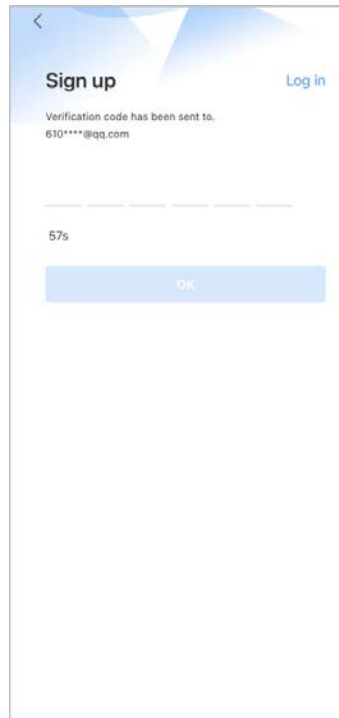 Sign up
Log in
Verification code has been sent to.
610****@qq.com
57s
OK